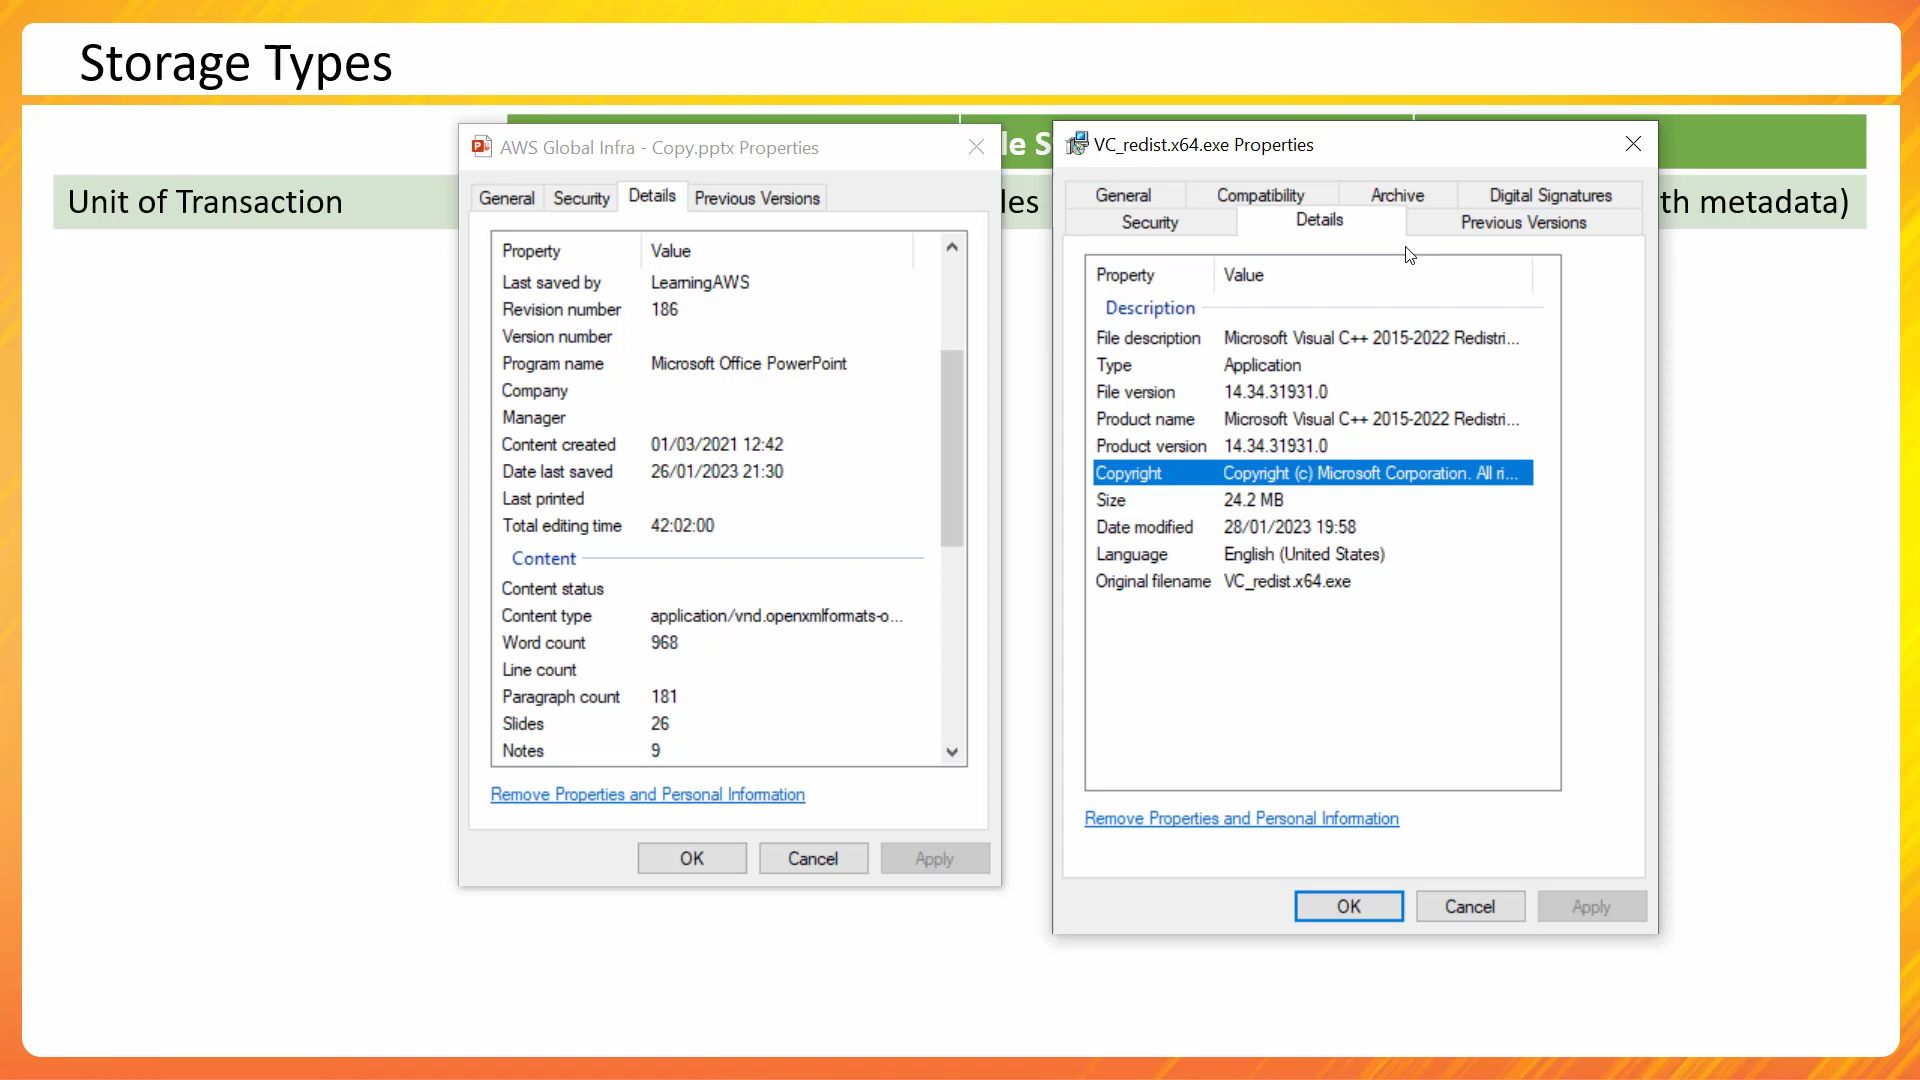 Storage Types
le S
Unit of Transaction
les
th metadata)
AWS Global Infra - Copy.pptx Properties
General Security Details Previous Versions
Property Value
Last saved by LearningAWS
Revision number 186
Version number
Program name Microsoft Office PowerPoint
Company
Manager
Content created 01/03/2021 12:42
Date last saved 26/01/2023 21:30
Last printed
Total editing time 42:02:00
Content
Content status
Content type application/vnd.openxmlformats-o...
Word count 968
Line count
Paragraph count 181
Slides 26
Notes 9
Remove Properties and Personal Information
OK Cancel Apply
VC_redist.x64.exe Properties
General Compatibility Archive Digital Signatures
Security Details Previous Versions
Property Value
Description
File description Microsoft Visual C++ 2015-2022 Redistri...
Type Application
File version 14.34.31931.0
Product name Microsoft Visual C++ 2015-2022 Redistri...
Product version 14.34.31931.0
Copyright Copyright (c) Microsoft Corporation. All ri...
Size 24.2 MB
Date modified 28/01/2023 19:58
Language English (United States)
Original filename VC_redist.x64.exe
Remove Properties and Personal Information
OK Cancel Apply